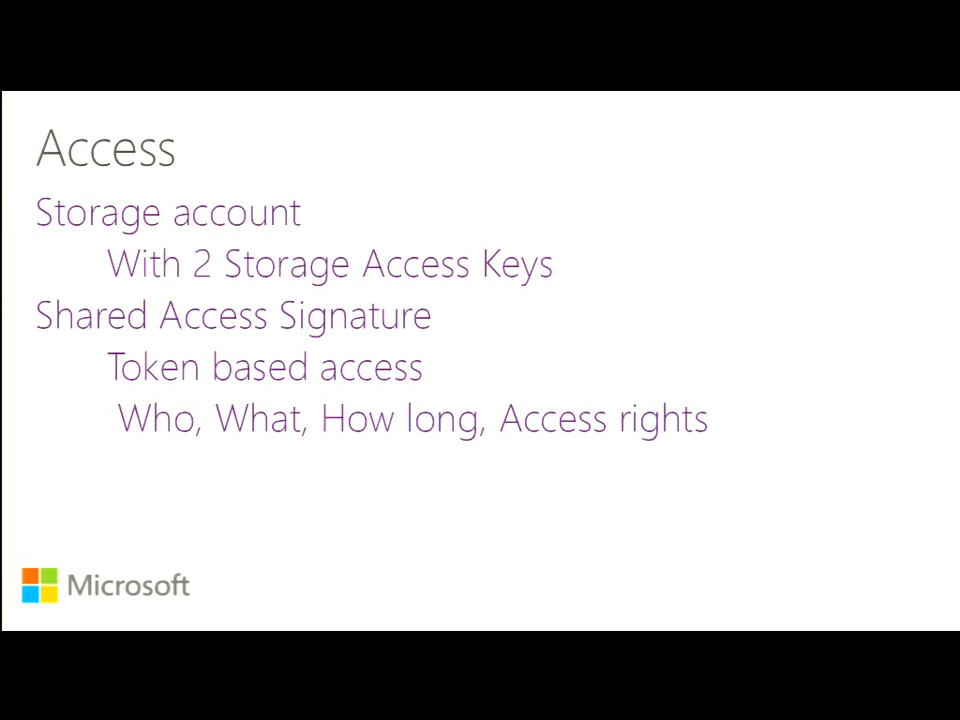 Access
Storage account
With 2 Storage Access Keys
Shared Access Signature
Token based access
Who, What, How long, Access rights
Microsoft